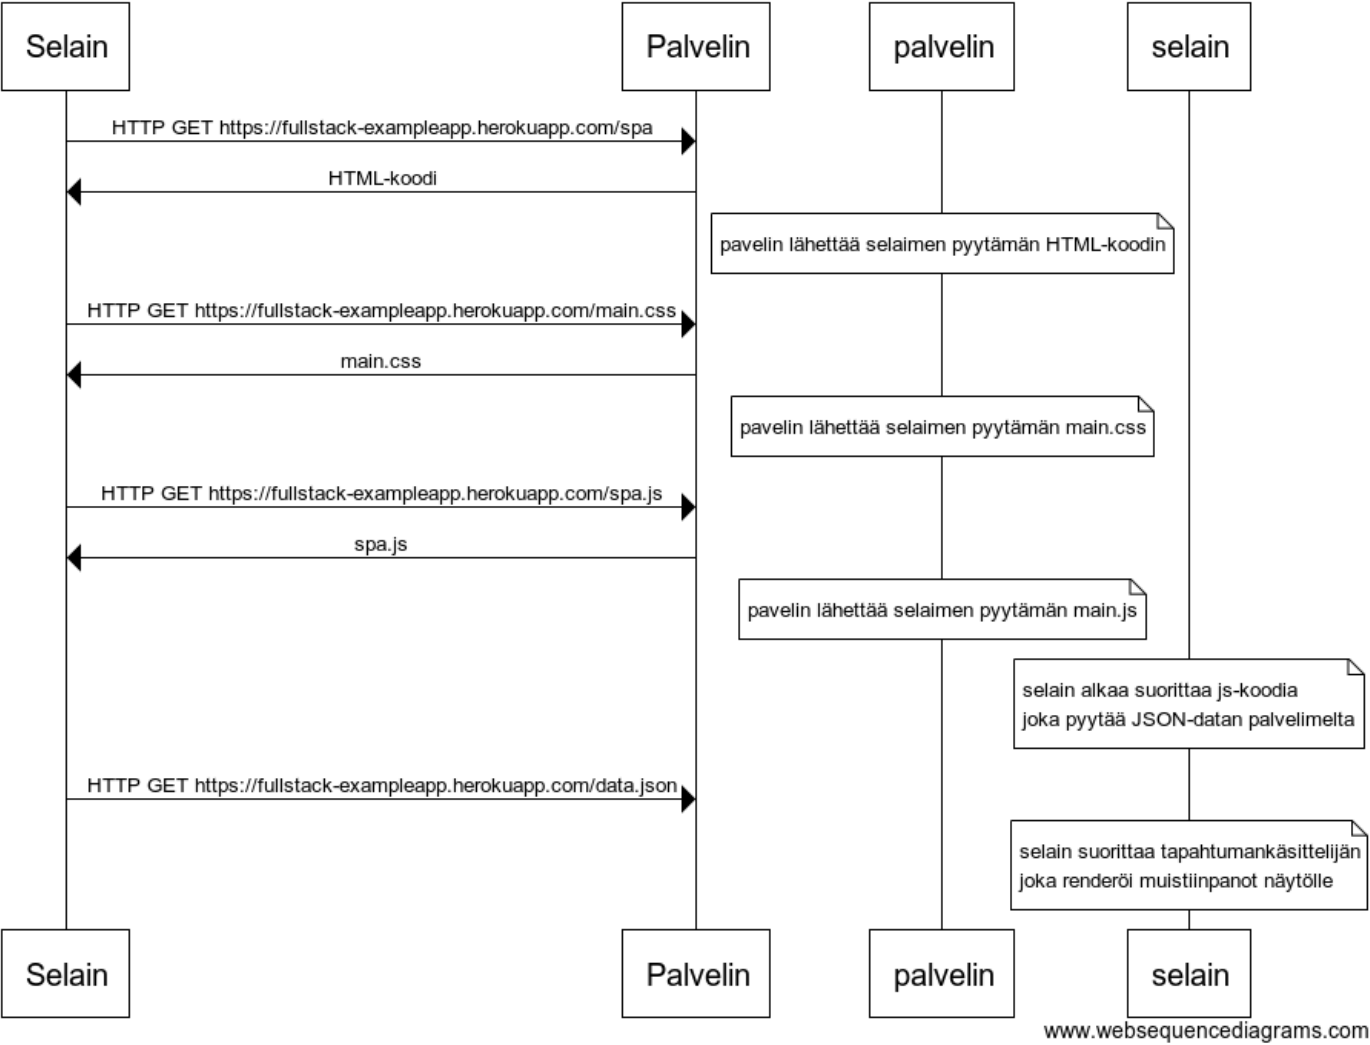 Selain
Palvelin
palvelin
selain
HTTP GET https://fullstack-exampleapp.herokuapp.com/spa
HTML-koodi
pavelin lähettää selaimen pyytämän HTML-koodin
HTTP GET https://fullstack-exampleapp.herokuapp.com/main.css
main.css
pavelin lähettää selaimen pyytämän main.css
HTTP GET https://fullstack-exampleapp.herokuapp.com/spa.js
spa.js
pavelin lähettää selaimen pyytämän main.js
selain alkaa suorittaa js-koodia
joka pyytää JSON-datan palvelimelta
HTTP GET https://fullstack-exampleapp.herokuapp.com/data.json
selain suorittaa tapahtumankäsittelijän
joka renderöi muistiinpanot näytölle
Selain
Palvelin
palvelin
selain
www.websequencediagrams.com